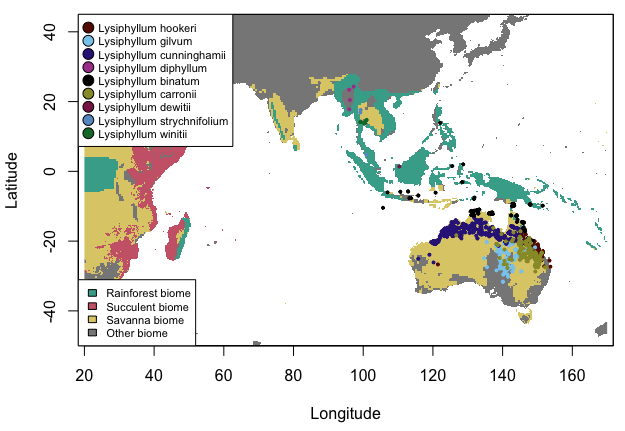 Lysiphyllum hookeri
Lysiphyllum gilvum
Lysiphyllum cunninghamii
Lysiphyllum diphyllum
Lysiphyllum binatum
Lysiphyllum carronii
Lysiphyllum dewitii
Lysiphyllum strychnifolium
Lysiphyllum winitii
Rainforest biome
Succulent biome
Savanna biome
Other biome
Latitude
40
20
0
-20
-40
20 40 60 80 100 120 140 160
Longitude